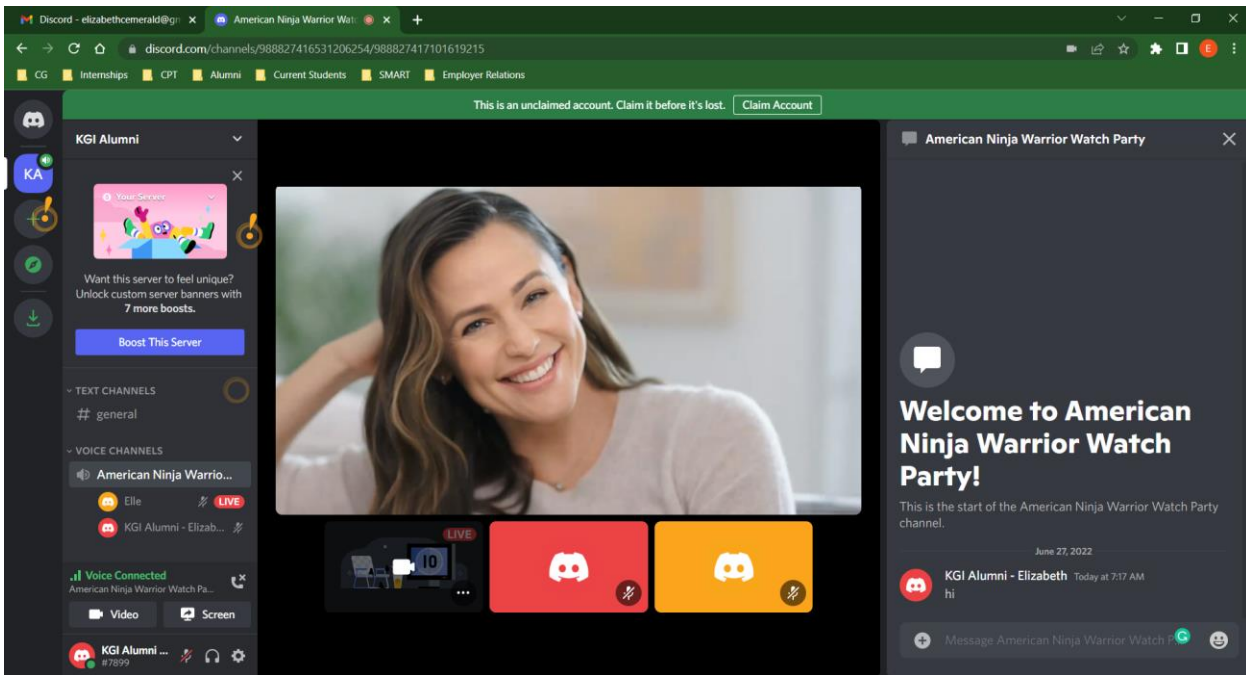 Discord - elizabethcemerald@gm
American Ninja Warrior Watc
discord.com/channels/988827416531206254/988827417101619215
E
CG
Internships
CPT
Alumni
Current Students
SMART
Employer Relations
This is an unclaimed account. Claim it before it's lost.
Claim Account
KA
KGI Alumni
Your Server
Want this server to feel unique?
Unlock custom server banners with
7 more boosts.
Boost This Server
TEXT CHANNELS
# general
VOICE CHANNELS
American Ninja Warrio...
Elle
LIVE
KGI Alumni - Elizab...
Voice Connected
American Ninja Warrior Watch Pa...
Video
Screen
KGI Alumni ...
#7899
LIVE
10
American Ninja Warrior Watch Party
Welcome to American
Ninja Warrior Watch
Party!
This is the start of the American Ninja Warrior Watch Party
channel.
June 27, 2022
KGI Alumni - Elizabeth Today at 7:17 AM
hi
Message American Ninja Warrior Watch P